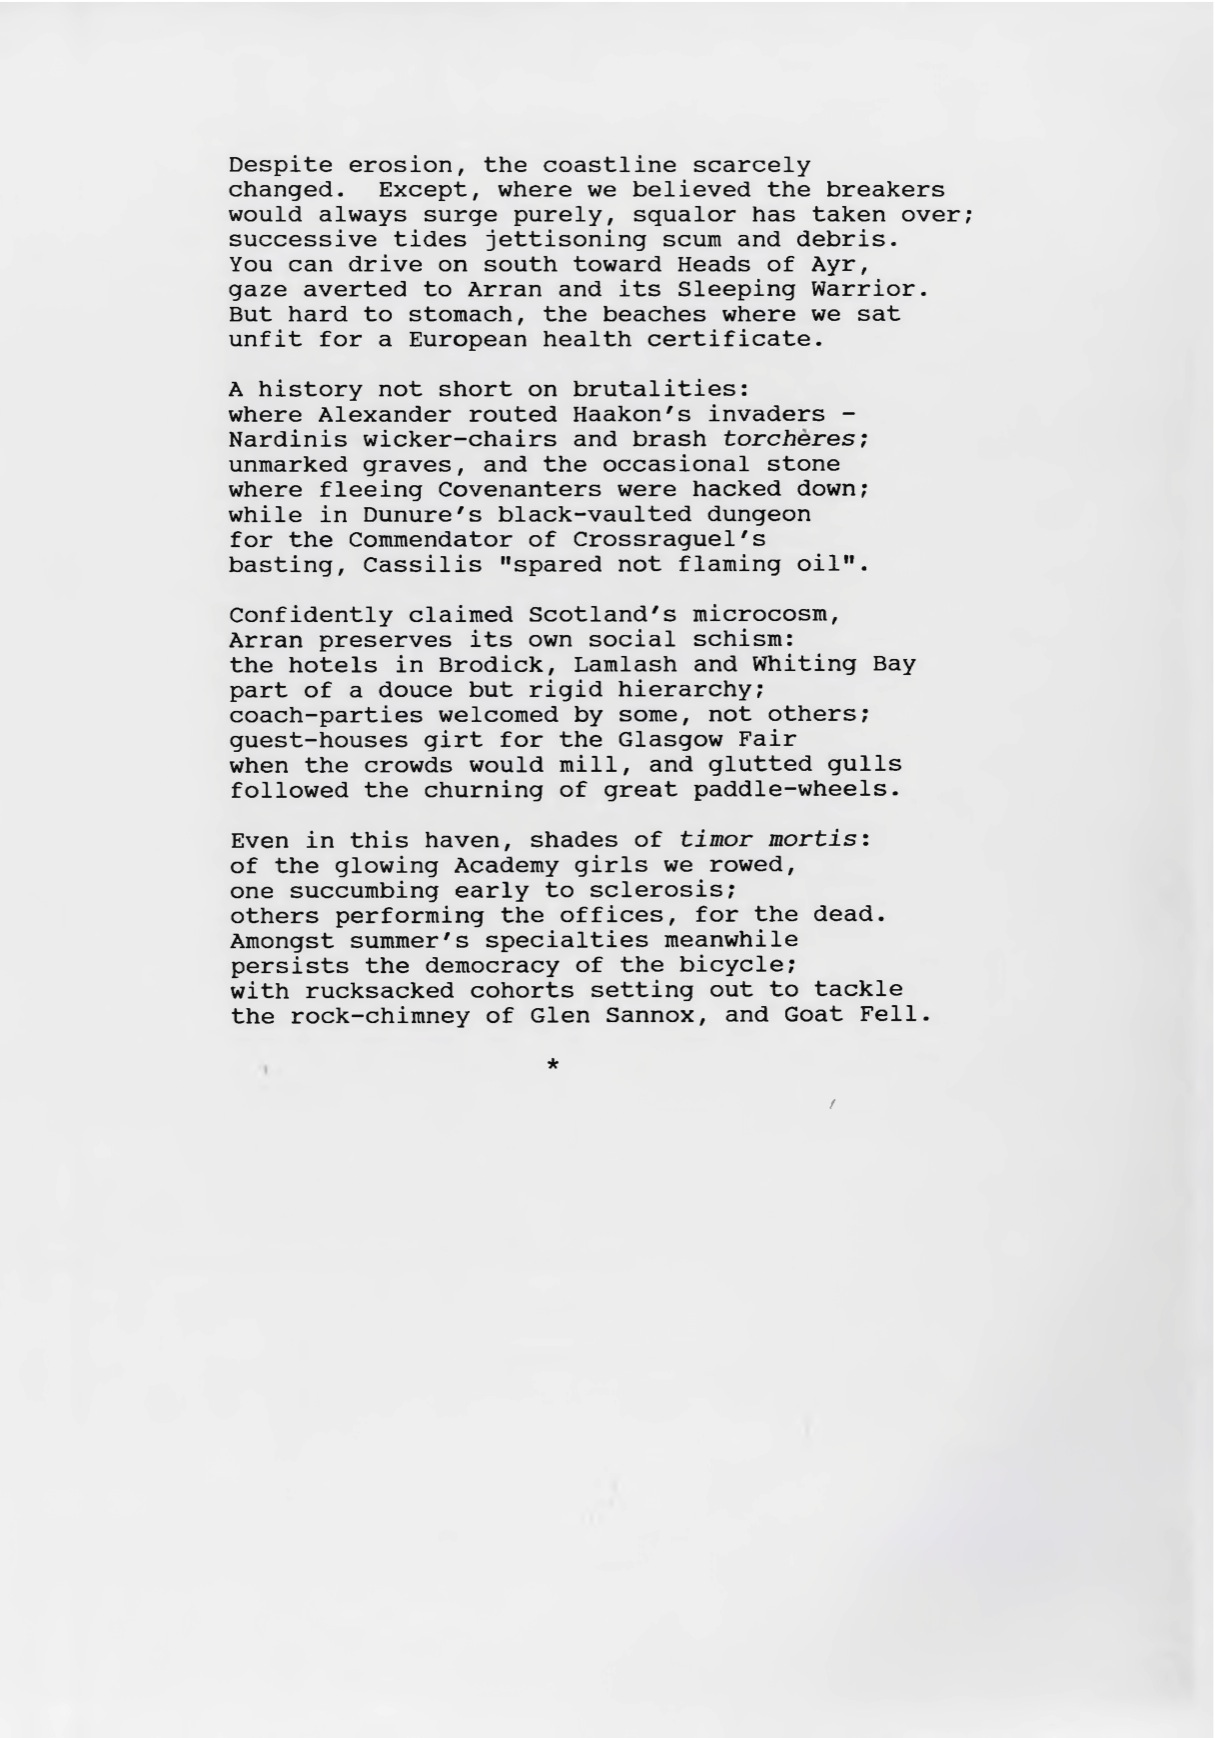 Despite erosion, the coastline scarcely
changed.  Except, where we believed the breakers
would always surge purely, squalor has taken over;
successive tides jettisoning scum and debris.
You can drive on south toward Heads of Ayr,
gaze averted to Arran and its Sleeping Warrior.
But hard to stomach, the beaches where we sat
unfit for a European health certificate.

A history not short on brutalities:
where Alexander routed Haakon's invaders -
Nardinis wicker-chairs and brash torchères;
unmarked graves, and the occasional stone
where fleeing Covenanters were hacked down;
while in Dunure's black-vaulted dungeon
for the Commendator of Crossraguel's
basting, Cassilis "spared not flaming oil".

Confidently claimed Scotland's microcosm,
Arran preserves its own social schism:
the hotels in Brodick, Lamlash and Whiting Bay
part of a douce but rigid hierarchy;
coach-parties welcomed by some, not others;
guest-houses girt for the Glasgow Fair
when the crowds would mill, and glutted gulls
followed the churning of great paddle-wheels.

Even in this haven, shades of timor mortis:
of the glowing Academy girls we rowed,
one succumbing early to sclerosis;
others performing the offices, for the dead.
Amongst summer's specialties meanwhile
persists the democracy of the bicycle;
with rucksacked cohorts setting out to tackle
the rock-chimney of Glen Sannox, and Goat Fell.

*